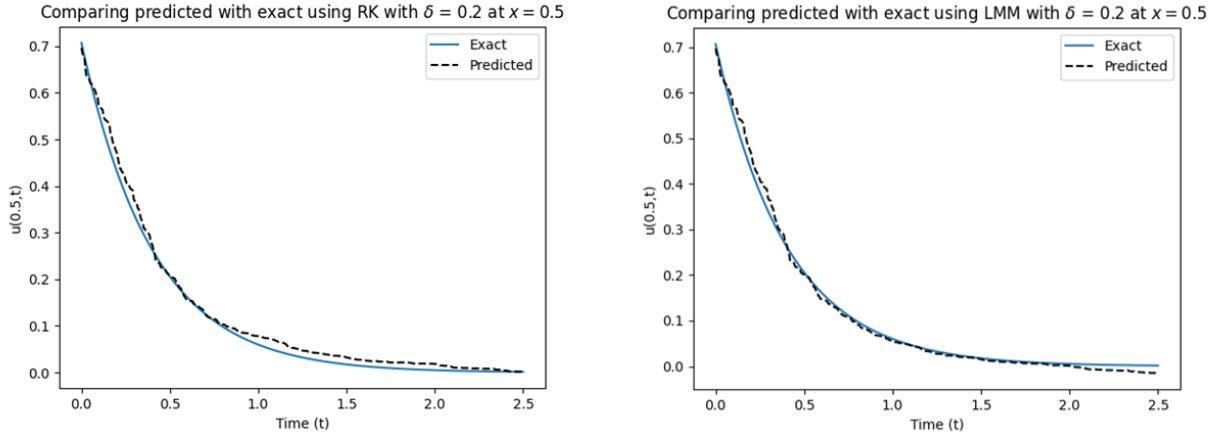 Comparing predicted with exact using RK with δ = 0.2 at x = 0.5
Exact
Predicted
0.7
0.6
0.5
0.4
0.3
0.2
0.1
0.0
u(0.5,t)
0.0 0.5 1.0 1.5 2.0 2.5
Time (t)
Comparing predicted with exact using LMM with δ = 0.2 at x = 0.5
Exact
Predicted
0.7
0.6
0.5
0.4
0.3
0.2
0.1
0.0
u(0.5,t)
0.0 0.5 1.0 1.5 2.0 2.5
Time (t)